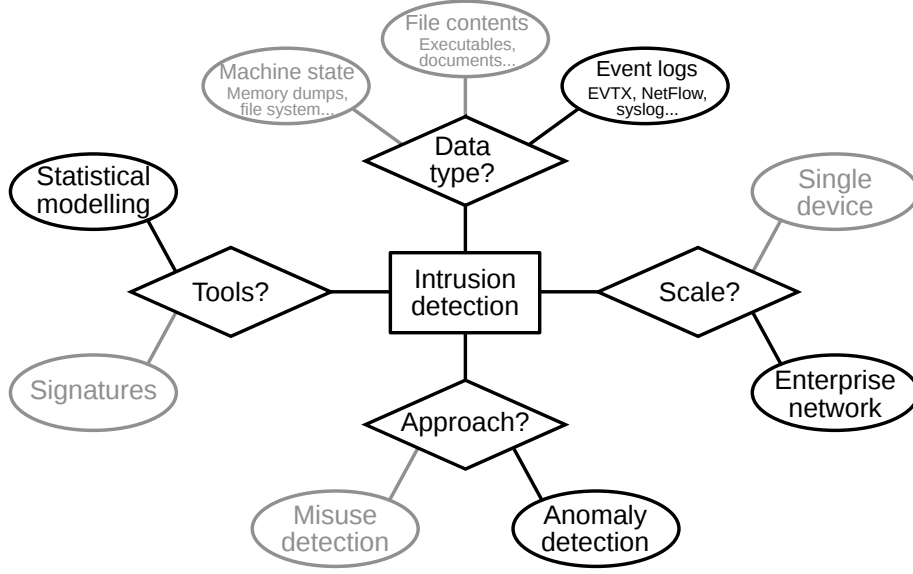 File contents
Executables,
documents...
Machine state
Memory dumps,
file system...
Event logs
EVTX, NetFlow,
syslog...
Data
type?
Statistical
modelling
Single
device
Tools?
Intrusion
detection
Scale?
Signatures
Enterprise
network
Approach?
Misuse
detection
Anomaly
detection